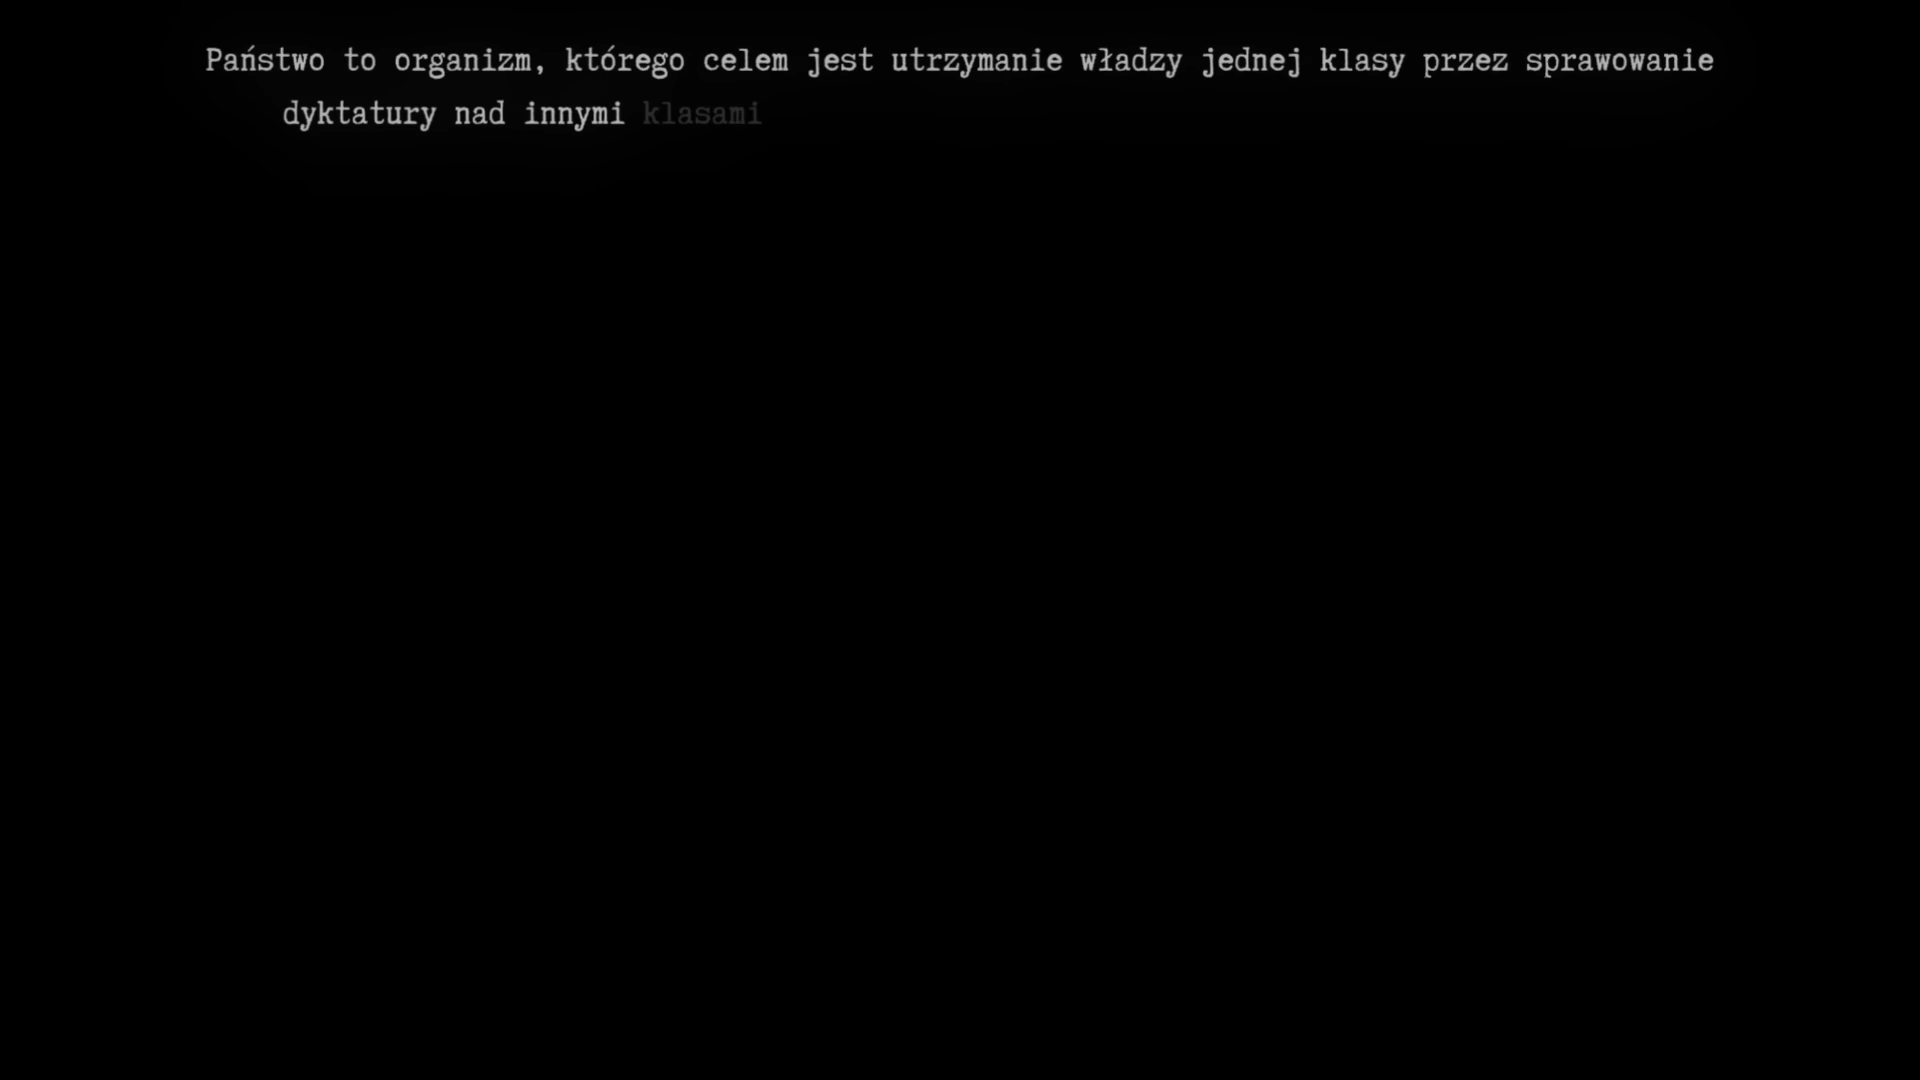 Państwo to organizm, którego celem jest utrzymanie władzy jednej klasy przez sprawowanie
dyktatury nad innymi klasami